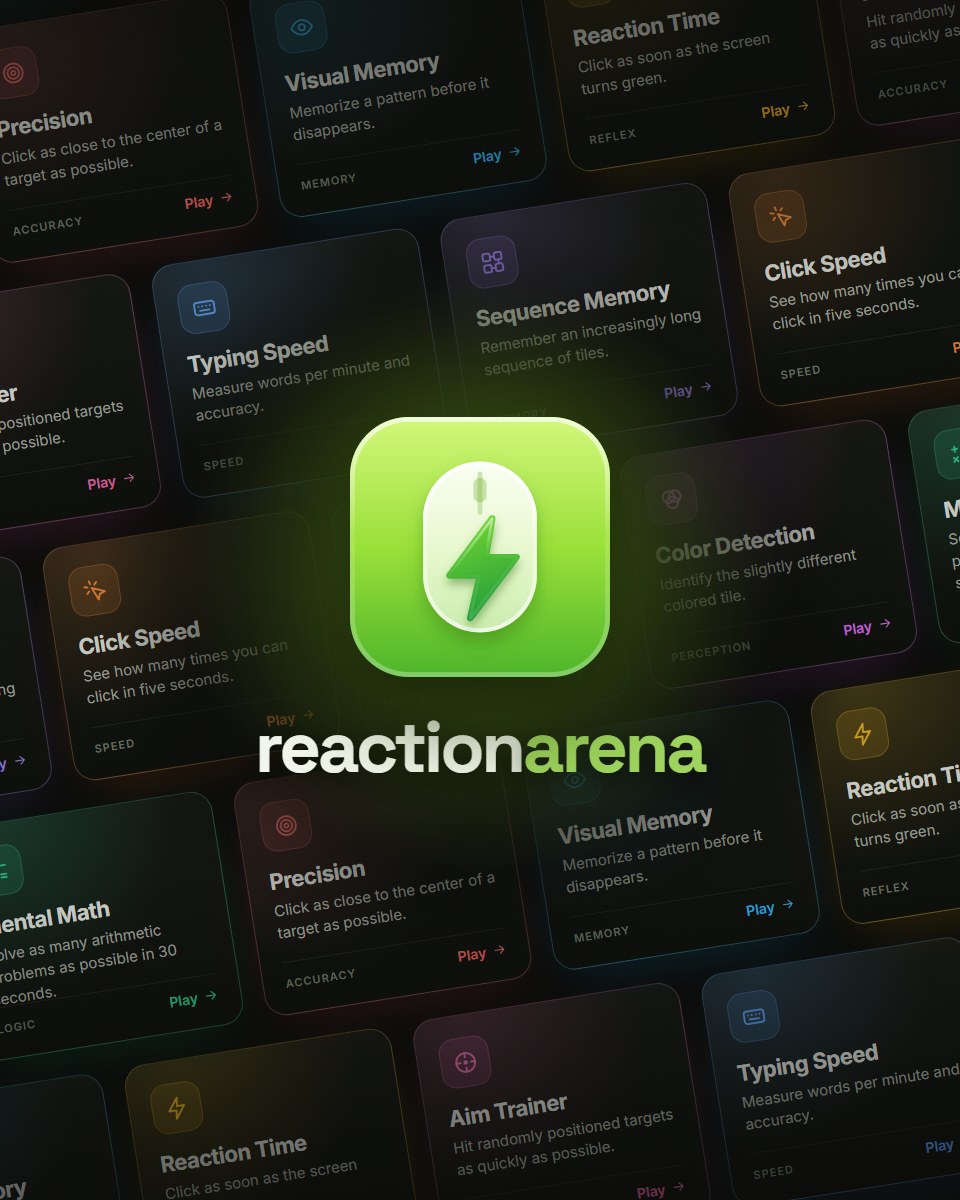 Precision
Click as close to the center of a
target as possible.
ACCURACY
Play →
Visual Memory
Memorize a pattern before it
disappears.
MEMORY
Play →
Reaction Time
Click as soon as the screen
turns green.
REFLEX
Play →
Hit randomly
as quickly as
ACCURACY
er
positioned targets
possible.
Play →
Typing Speed
Measure words per minute and
accuracy.
SPEED
Sequence Memory
Remember an increasingly long
sequence of tiles.
MEMORY
Play →
Click Speed
See how many times you ca
click in five seconds.
SPEED
P
ng
y →
Click Speed
See how many times you can
click in five seconds.
SPEED
Play →
Color Detection
Identify the slightly different
colored tile.
PERCEPTION
Play →
M
So
p
s
reactionarena
ental Math
olve as many arithmetic
roblems as possible in 30
seconds.
LOGIC
Play →
Precision
Click as close to the center of a
target as possible.
ACCURACY
Play →
Visual Memory
Memorize a pattern before it
disappears.
MEMORY
Play →
Reaction Ti
Click as soon as
turns green.
REFLEX
ory
Reaction Time
Click as soon as the screen
Aim Trainer
Hit randomly positioned targets
as quickly as possible.
Play →
Typing Speed
Measure words per minute and
accuracy.
SPEED
Play